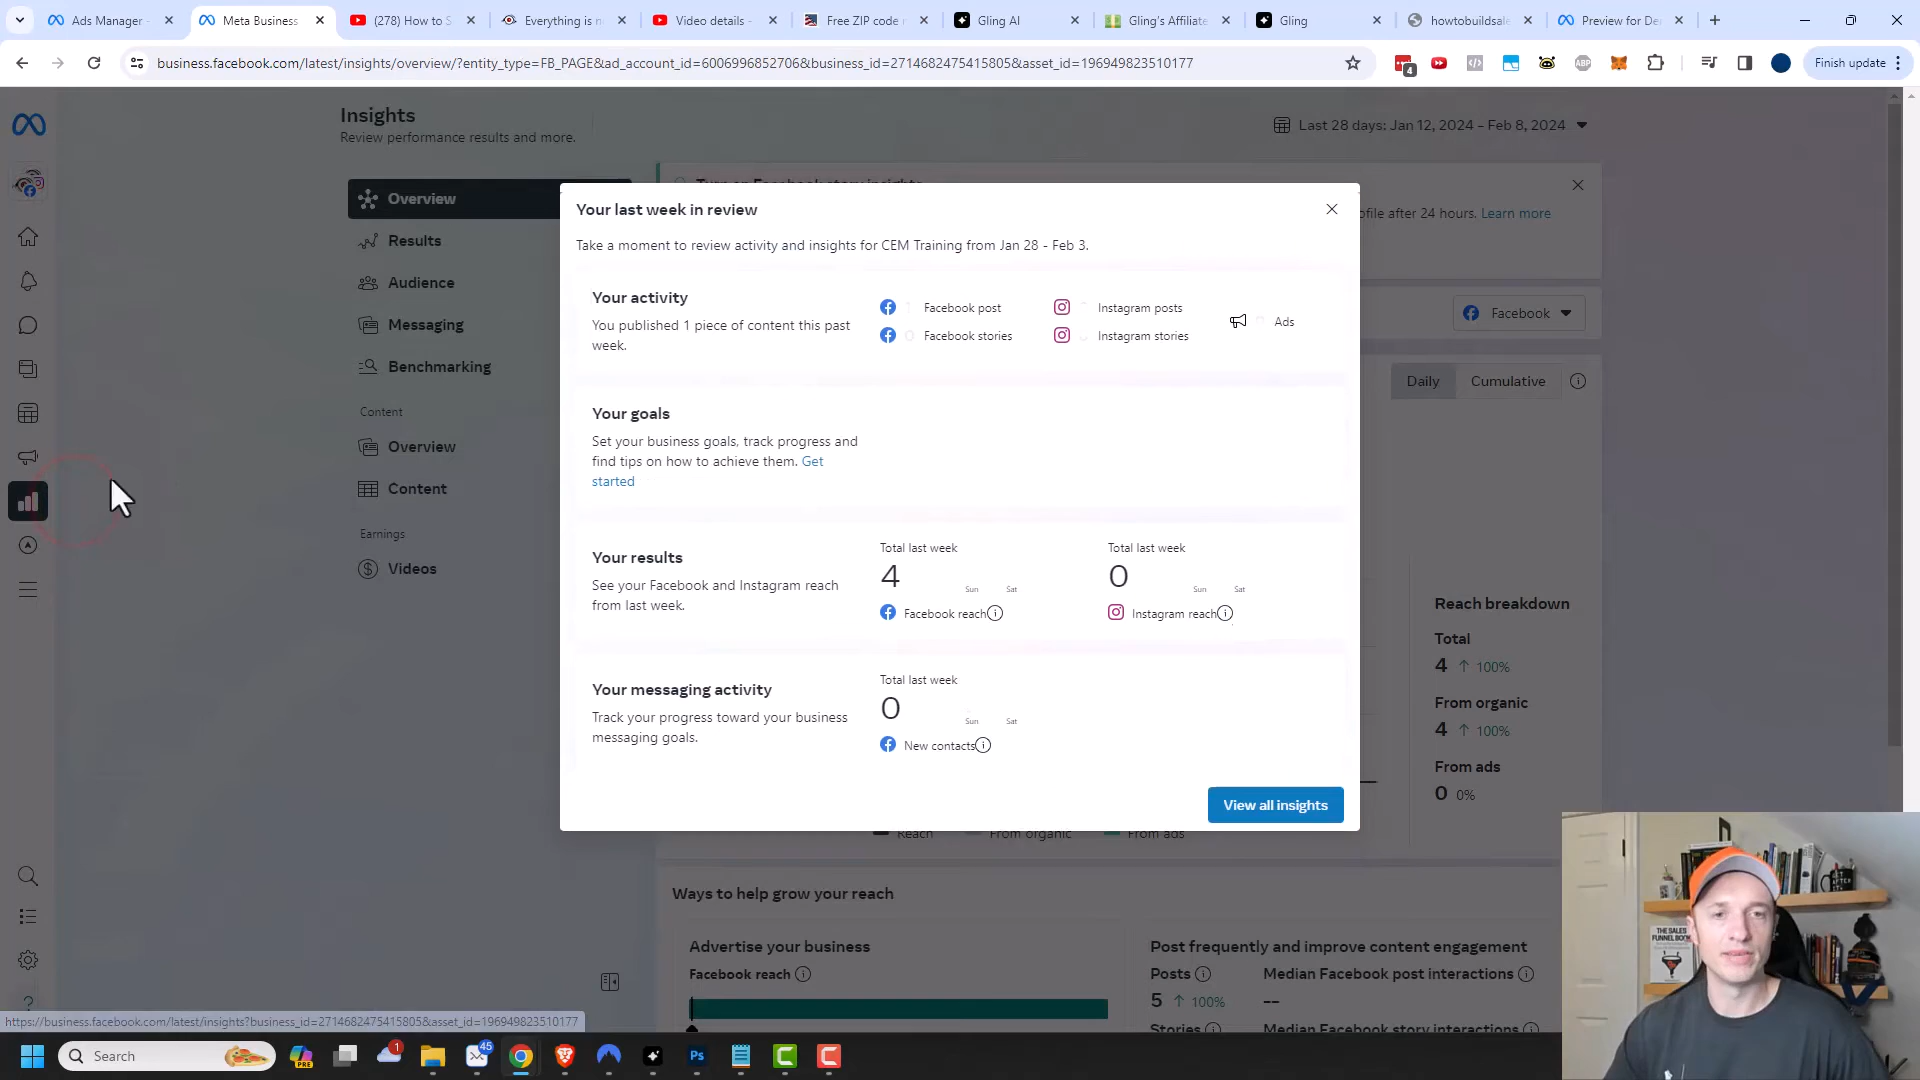 Ads Manager -
Meta Business
(278) How to S
Everything is n
Video details -
Free ZIP code r
Gling AI
Gling's Affiliate
Gling
howtobuildsale
Preview for De
business.facebook.com/latest/insights/overview/?entity_type=FB_PAGE&ad_account_id=6006996852706&business_id=2714682475415805&asset_id=196949823510177
4
ABP
Finish update
Insights
Review performance results and more.
Last 28 days: Jan 12, 2024 – Feb 8, 2024
Overview
Results
Audience
Messaging
Benchmarking
Content
Overview
Content
Earnings
Videos
ofile after 24 hours. Learn more
Facebook
Daily
Cumulative
Your last week in review
Take a moment to review activity and insights for CEM Training from Jan 28 - Feb 3.
Your activity
You published 1 piece of content this past
week.
Facebook post
Instagram posts
Ads
0 Facebook stories
Instagram stories
Your goals
Set your business goals, track progress and
find tips on how to achieve them. Get
started
Your results
See your Facebook and Instagram reach
from last week.
Total last week
4
Sun
Sat
Facebook reach
Total last week
0
Sun
Sat
Instagram reach
Your messaging activity
Track your progress toward your business
messaging goals.
Total last week
0
Sun
Sat
New contacts
View all insights
Reach breakdown
Total
4 ↑ 100%
From organic
4 ↑ 100%
From ads
0 0%
Reach
From organic
From ads
Ways to help grow your reach
Advertise your business
Facebook reach
Post frequently and improve content engagement
Posts
Median Facebook post interactions
5 ↑ 100%
--
Stories
Median Facebook story interactions
https://business.facebook.com/latest/insights?business_id=2714682475415805&asset_id=196949823510177
THE SALES
FUNNEL BOOK
Search
PRE
1
45
Ps